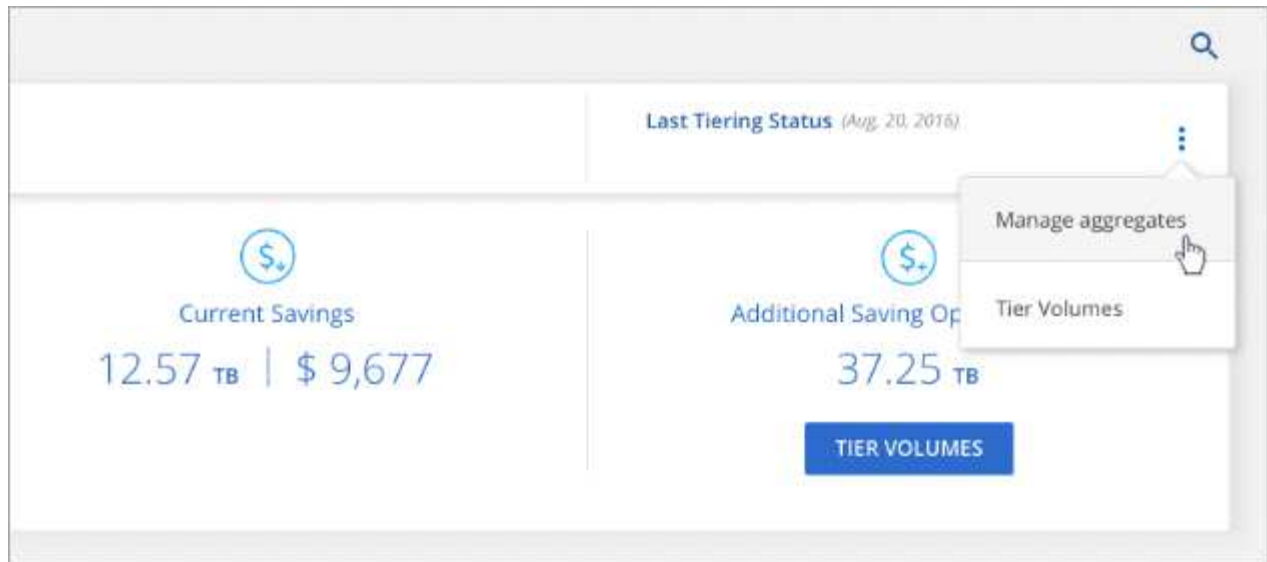 Last Tiering Status (Aug. 20, 2016)
Manage aggregates
Tier Volumes
Current Savings
12.57 TB | $ 9,677
Additional Saving Op
37.25 TB
TIER VOLUMES